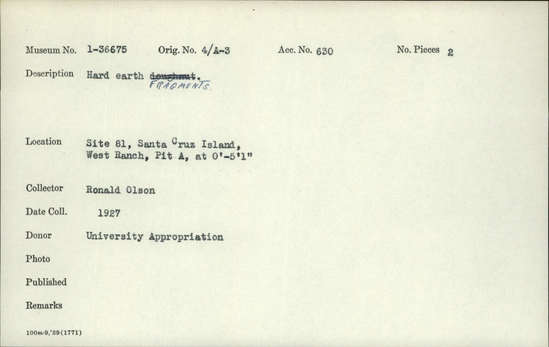 Museum No. 1-36675 Orig. No. 4/A-3 Acc. No. 630 No. Pieces 2
Description Hard earth doughnut.
FRAGMENTS.
Location Site 81, Santa Cruz Island,
West Ranch, Pit A, at 0'-5'1"
Collector Ronald Olson
Date Coll. 1927
Donor University Appropriation
Photo
Published
Remarks
100m-9,'39(1771)